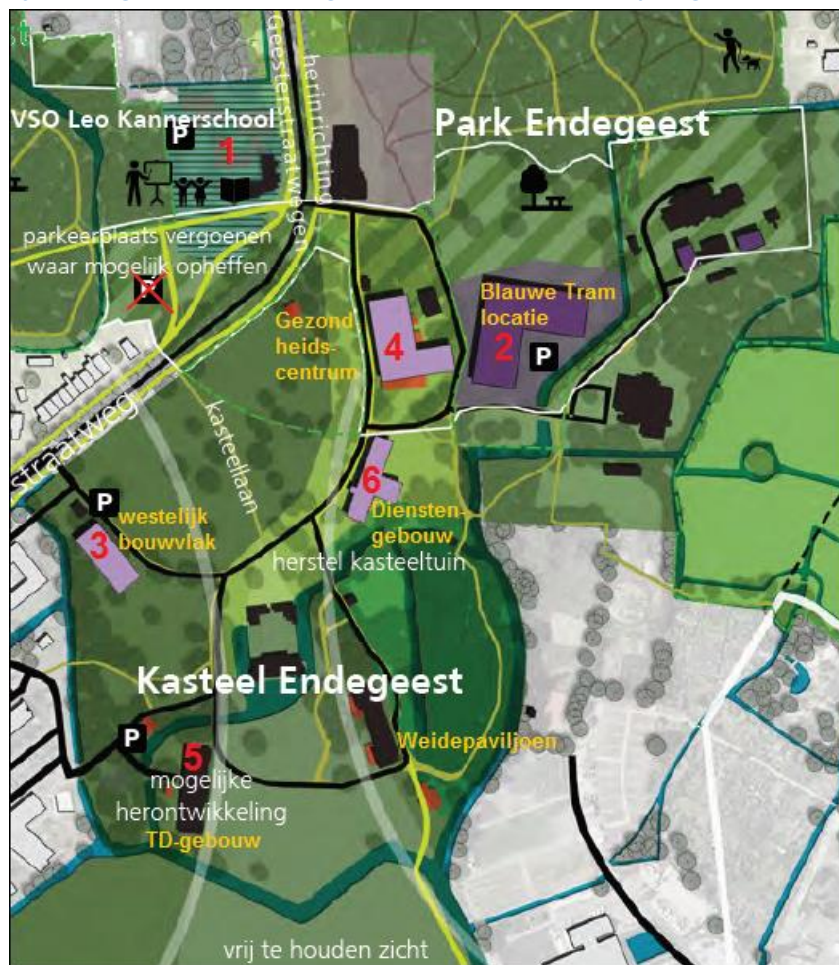 VSO Leo Kannerschool
P
1
Geesterstraatwegen
herinrichting
Park Endegeest
parkeerplaats vergoenen
waar mogelijk opheffen
Gezond
heids-
centrum
4
Blauwe Tram
locatie
2
P
straatweg
kasteellaan
P
3
westelijk
bouwvlak
6
Diensten-
gebouw
herstel kasteeltuin
Kasteel Endegeest
P
5
mogelijke
herontwikkeling
TD-gebouw
Weidepaviljoen
vrij te houden zicht